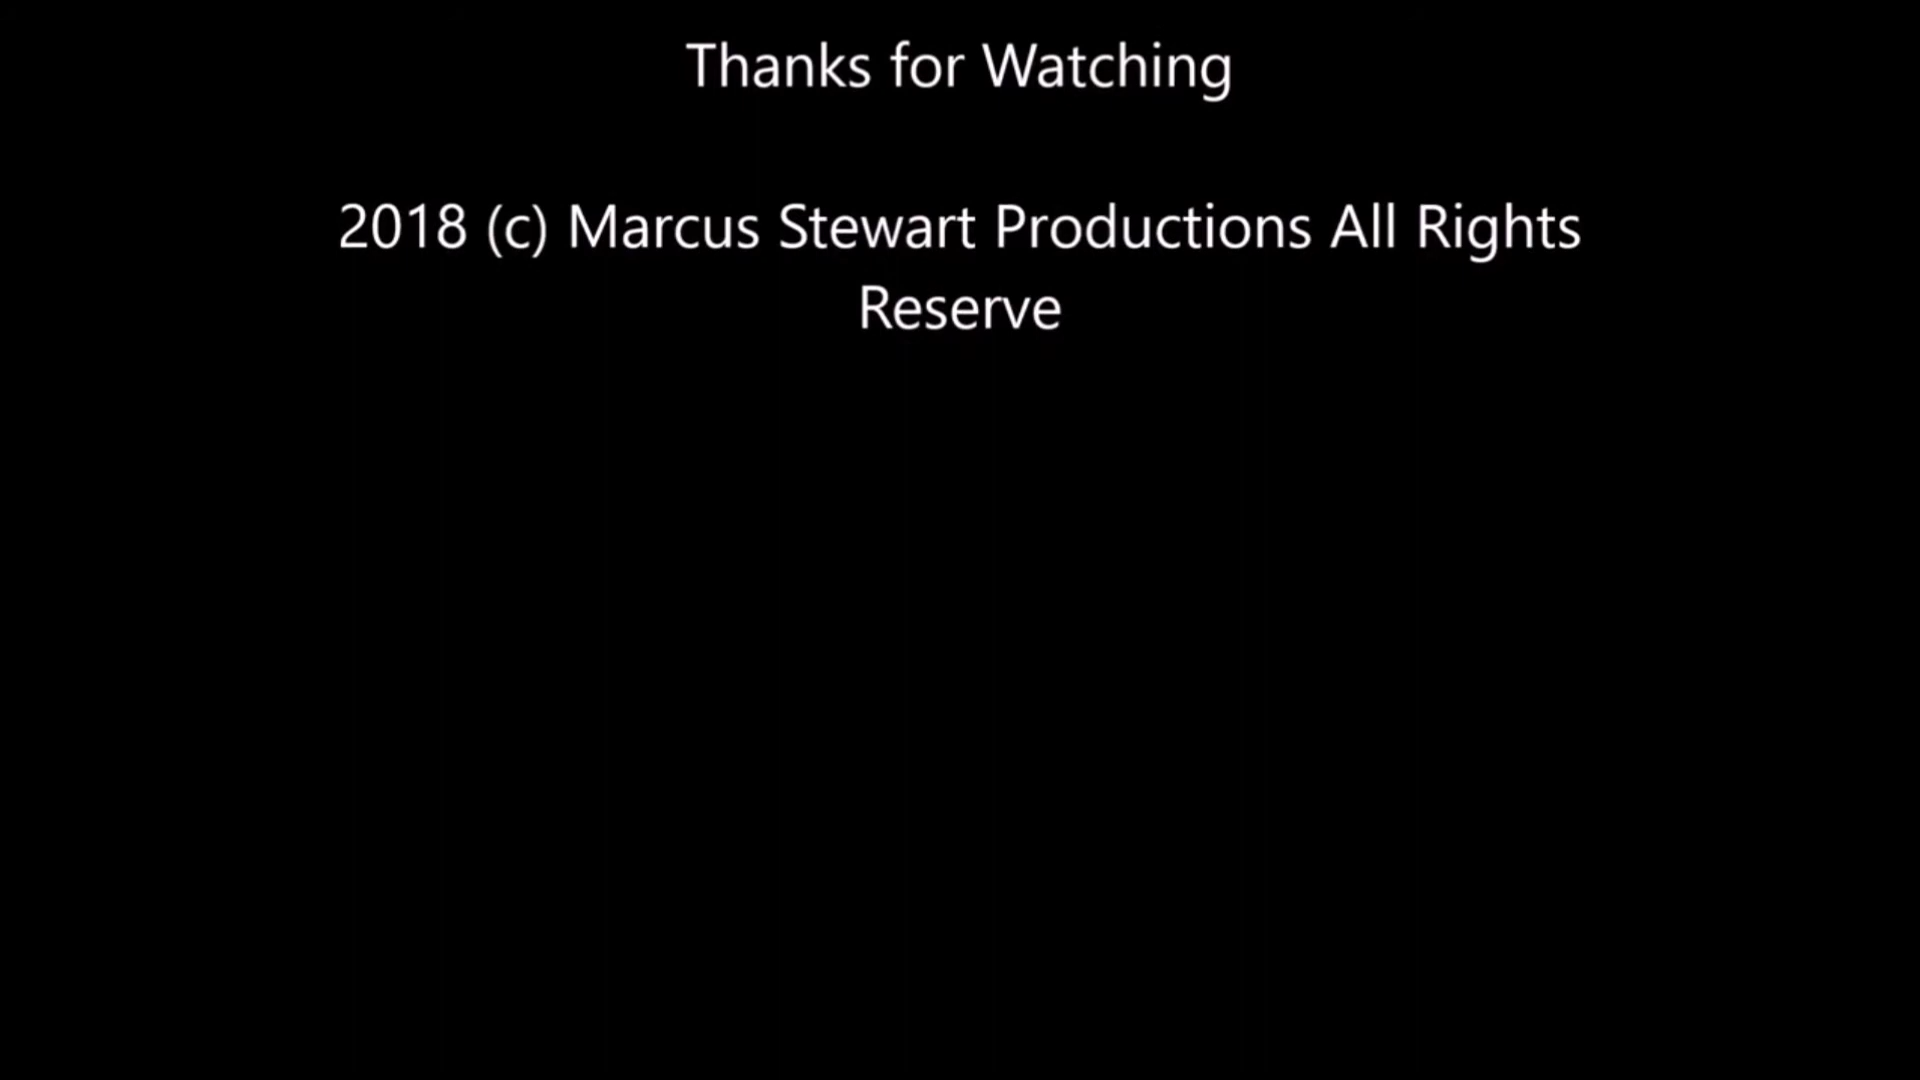 Thanks for Watching
2018 (c) Marcus Stewart Productions All Rights
Reserve